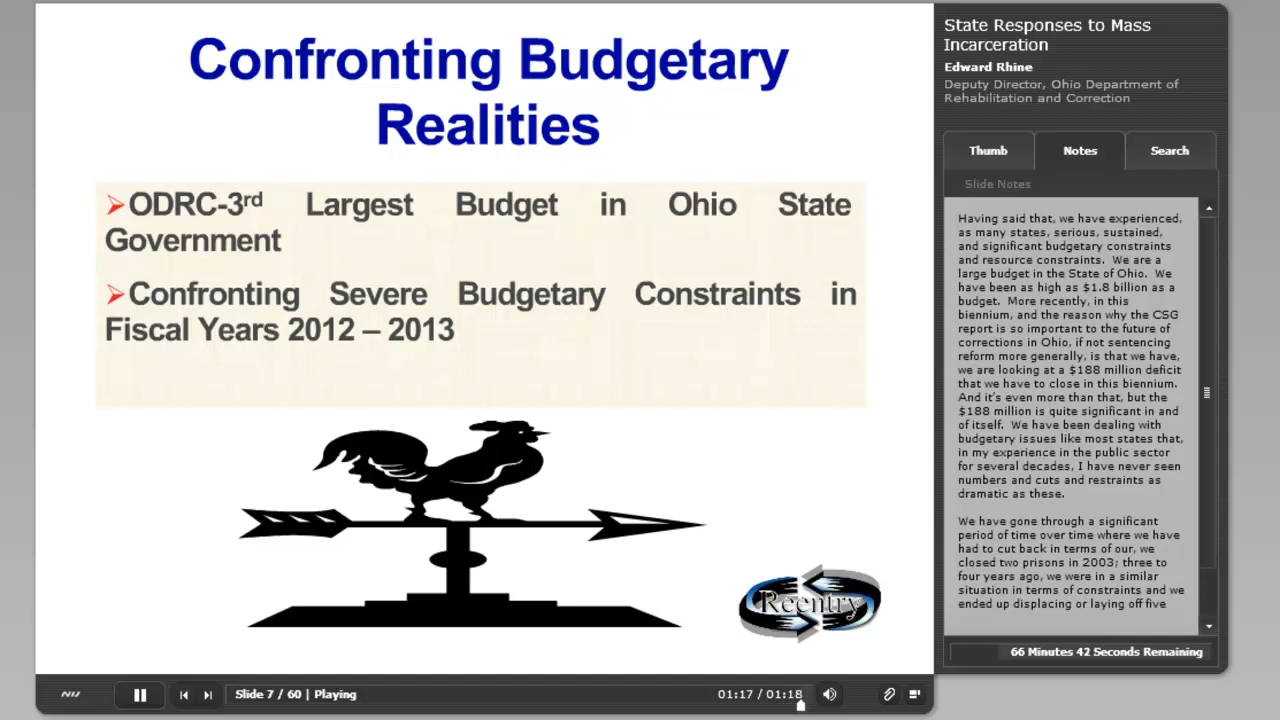 Confronting Budgetary
Realities
➢ODRC-3rd Largest Budget in Ohio State
Government
➢Confronting Severe Budgetary Constraints in
Fiscal Years 2012 – 2013
Reentry
State Responses to Mass
Incarceration
Edward Rhine
Deputy Director, Ohio Department of
Rehabilitation and Correction
Thumb Notes Search
Slide Notes
Having said that, we have experienced,
as many states, serious, sustained,
and significant budgetary constraints
and resource constraints.  We are a
large budget in the State of Ohio.  We
have been as high as $1.8 billion as a
budget.  More recently, in this
biennium, and the reason why the CSG
report is so important to the future of
corrections in Ohio, if not sentencing
reform more generally, is that we have,
we are looking at a $188 million deficit
that we have to close in this biennium.
And it's even more than that, but the
$188 million is quite significant in and
of itself.  We have been dealing with
budgetary issues like most states that,
in my experience in the public sector
for several decades, I have never seen
numbers and cuts and restraints as
dramatic as these.
We have gone through a significant
period of time over time where we have
had to cut back in terms of our, we
closed two prisons in 2003; three to
four years ago, we were in a similar
situation in terms of constraints and we
ended up displacing or laying off five
66 Minutes 42 Seconds Remaining
NIJ
Slide 7 / 60 | Playing
01:17 / 01:18